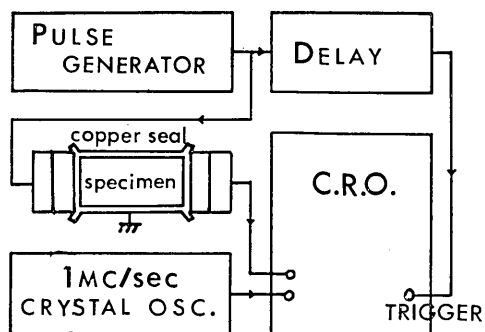 PULSE
GENERATOR
DELAY
copper seal
specimen
C.R.O.
1MC/sec
CRYSTAL OSC.
TRIGGER